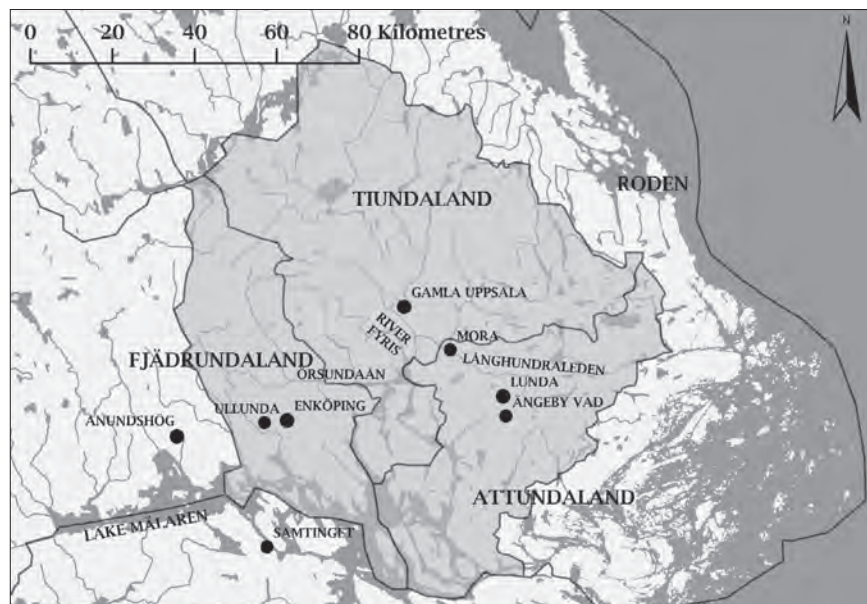 0 20 40 60 80 Kilometres
N
RODEN
TIUNDALAND
GAMLA UPPSALA
RIVER
FYRIS
MORA
LÅNGHUNDRALEDEN
FJÄDRUNDALAND
ÖRSUNDAÅN
LUNDA
ÄNGEBY VAD
ULLUNDA
ENKÖPING
ANUNDSHÖG
ATTUNDALAND
LAKE MÄLAREN
SAMTINGET